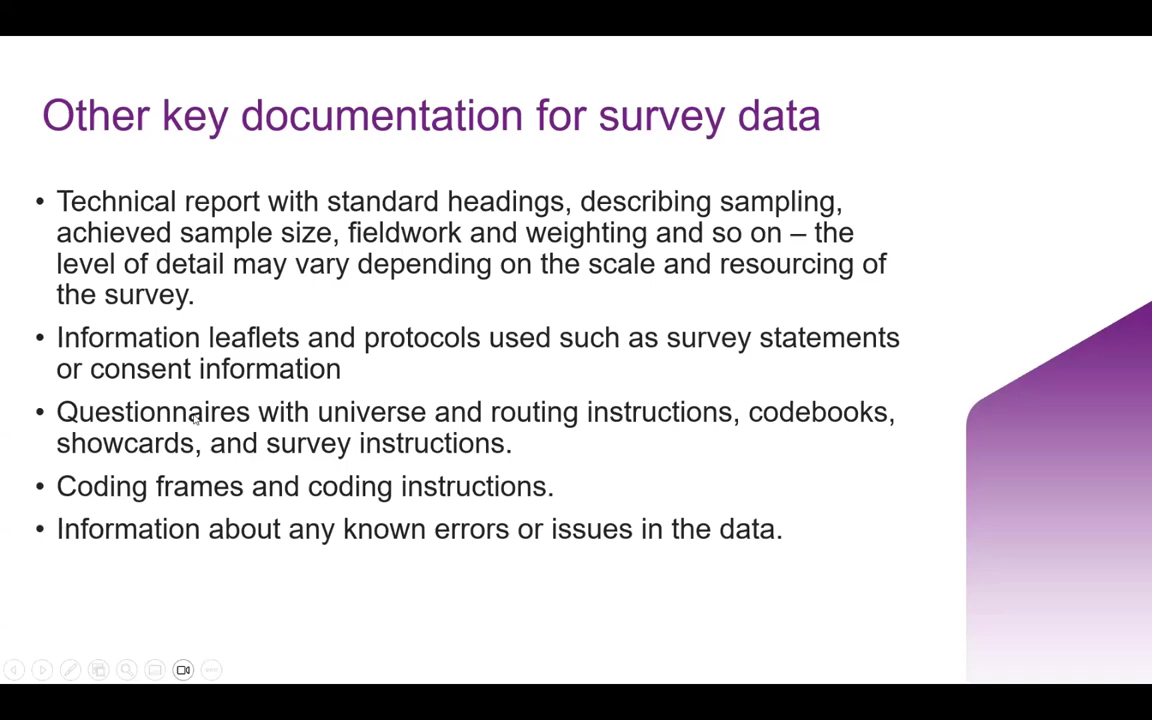 Other key documentation for survey data
• Technical report with standard headings, describing sampling,
achieved sample size, fieldwork and weighting and so on – the
level of detail may vary depending on the scale and resourcing of
the survey.
• Information leaflets and protocols used such as survey statements
or consent information
• Questionnaires with universe and routing instructions, codebooks,
showcards, and survey instructions.
• Coding frames and coding instructions.
• Information about any known errors or issues in the data.